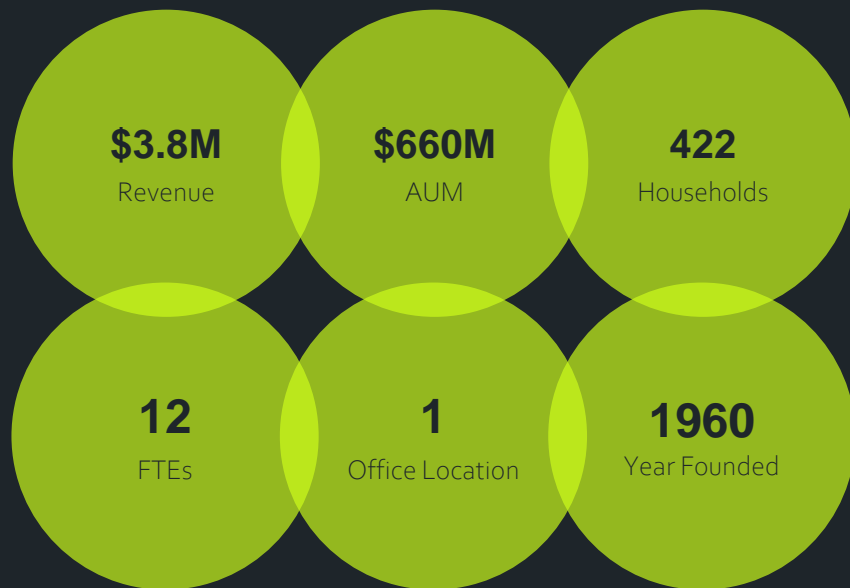 $3.8M
Revenue
$660M
AUM
422
Households
12
FTEs
1
Office Location
1960
Year Founded